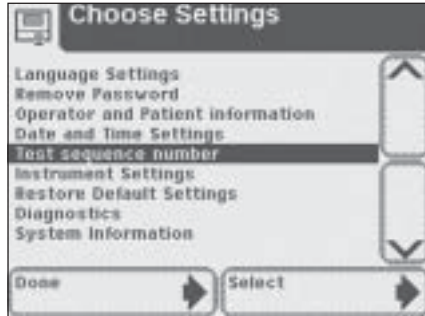 Choose Settings
Language Settings
Remove Password
Operator and Patient information
Date and Time Settings
Test sequence number
Instrument Settings
Restore Default Settings
Diagnostics
System Information
Done
Select